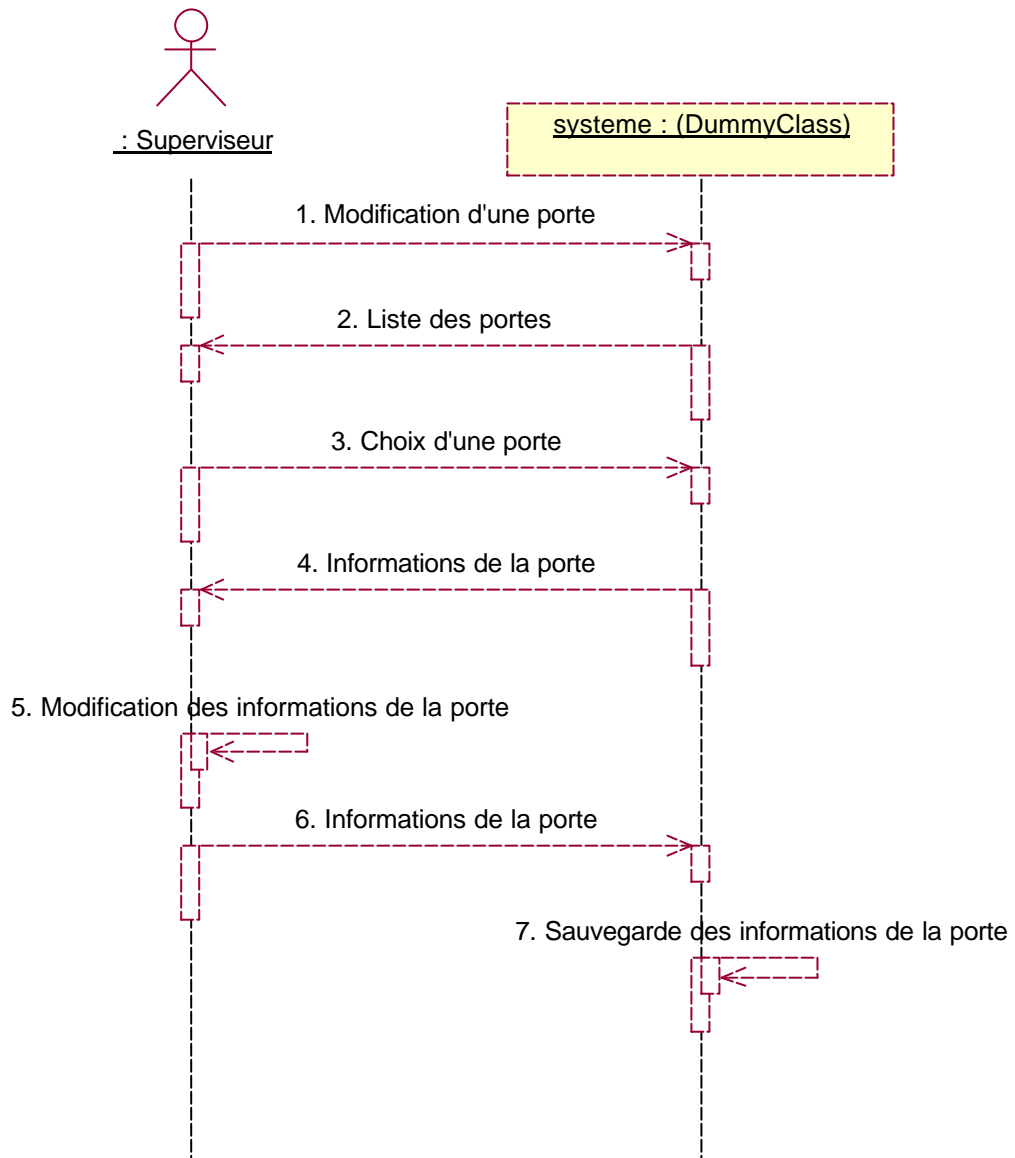 : Superviseur
systeme : (DummyClass)
1. Modification d'une porte
2. Liste des portes
3. Choix d'une porte
4. Informations de la porte
5. Modification des informations de la porte
6. Informations de la porte
7. Sauvegarde des informations de la porte